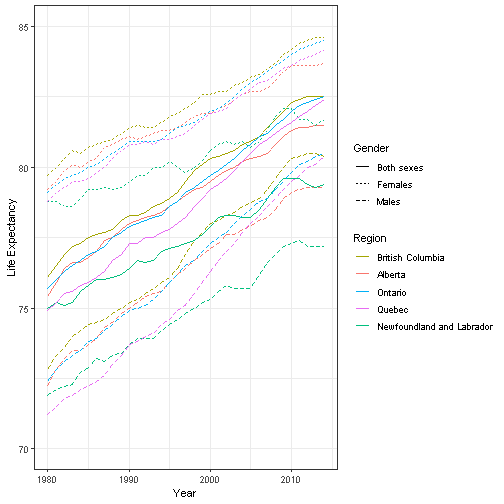 85
80
75
70
Life Expectancy
1980
1990
2000
2010
Year
Gender
Both sexes
Females
Males
Region
British Columbia
Alberta
Ontario
Quebec
Newfoundland and Labrador